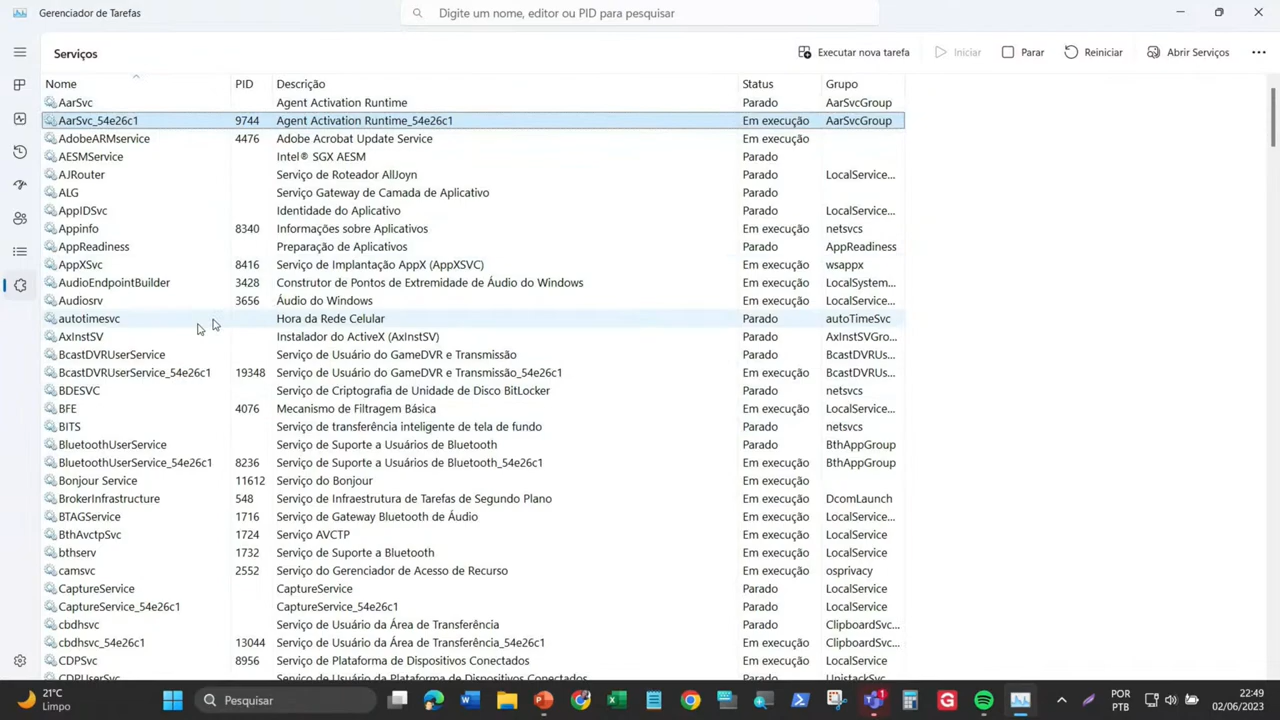 Gerenciador de Tarefas
Digite um nome, editor ou PID para pesquisar
Serviços
Executar nova tarefa Iniciar Parar Reiniciar Abrir Serviços
Nome PID Descrição Status Grupo
AarSvc Agent Activation Runtime Parado AarSvcGroup
AarSvc_54e26c1 9744 Agent Activation Runtime_54e26c1 Em execução AarSvcGroup
AdobeARMservice 4476 Adobe Acrobat Update Service Em execução
AESMService Intel® SGX AESM Parado
AJRouter Serviço de Roteador AllJoyn Parado LocalService...
ALG Serviço Gateway de Camada de Aplicativo Parado
AppIDSvc Identidade do Aplicativo Parado LocalService...
Appinfo 8340 Informações sobre Aplicativos Em execução netsvcs
AppReadiness Preparação de Aplicativos Parado AppReadiness
AppXSvc 8416 Serviço de Implantação AppX (AppXSVC) Em execução wsappx
AudioEndpointBuilder 3428 Construtor de Pontos de Extremidade de Áudio do Windows Em execução LocalSystem...
Audiosrv 3656 Áudio do Windows Em execução LocalService...
autotimesvc Hora da Rede Celular Parado autoTimeSvc
AxInstSV Instalador do ActiveX (AxInstSV) Parado AxInstSVGro...
BcastDVRUserService Serviço de Usuário do GameDVR e Transmissão Parado BcastDVRUs...
BcastDVRUserService_54e26c1 19348 Serviço de Usuário do GameDVR e Transmissão_54e26c1 Em execução BcastDVRUs...
BDESVC Serviço de Criptografia de Unidade de Disco BitLocker Parado netsvcs
BFE 4076 Mecanismo de Filtragem Básica Em execução LocalService...
BITS Serviço de transferência inteligente de tela de fundo Parado netsvcs
BluetoothUserService Serviço de Suporte a Usuários de Bluetooth Parado BthAppGroup
BluetoothUserService_54e26c1 8236 Serviço de Suporte a Usuários de Bluetooth_54e26c1 Em execução BthAppGroup
Bonjour Service 11612 Serviço do Bonjour Em execução
BrokerInfrastructure 548 Serviço de Infraestrutura de Tarefas de Segundo Plano Em execução DcomLaunch
BTAGService 1716 Serviço de Gateway Bluetooth de Áudio Em execução LocalService...
BthAvctpSvc 1724 Serviço AVCTP Em execução LocalService
bthserv 1732 Serviço de Suporte a Bluetooth Em execução LocalService
camsvc 2552 Serviço do Gerenciador de Acesso de Recurso Em execução osprivacy
CaptureService CaptureService Parado LocalService
CaptureService_54e26c1 CaptureService_54e26c1 Parado LocalService
cbdhsvc Serviço de Usuário da Área de Transferência Parado ClipboardSvc...
cbdhsvc_54e26c1 13044 Serviço de Usuário da Área de Transferência_54e26c1 Em execução ClipboardSvc...
CDPSvc 8956 Serviço de Plataforma de Dispositivos Conectados Em execução LocalService
CDPUserSvc Serviço de Usuário da Plataforma de Dispositivos Conectados Parado UnistackSvc...
21°C
Limpo
Pesquisar
POR
PTB
22:49
02/06/2023